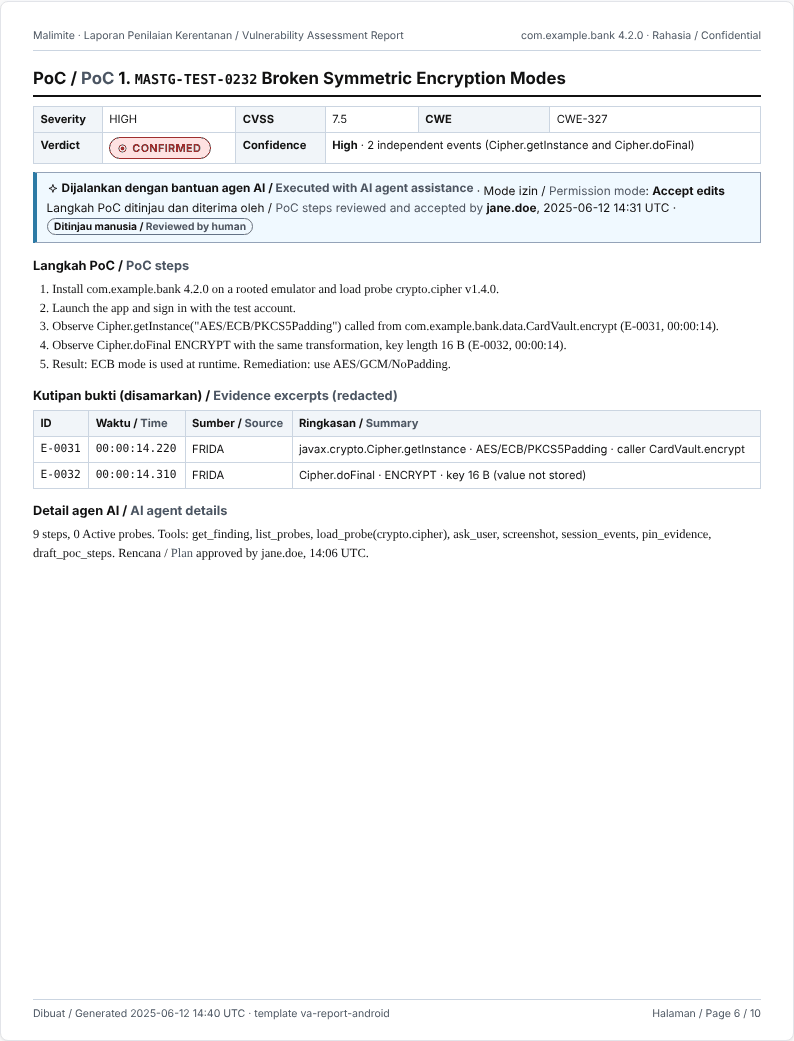 Malimite · Laporan Penilaian Kerentanan / Vulnerability Assessment Report com.example.bank 4.2.0 · Rahasia / Confidential
PoC / PoC 1. MASTG-TEST-0232 Broken Symmetric Encryption Modes
Severity HIGH CVSS 7.5 CWE CWE-327
Verdict CONFIRMED Confidence High · 2 independent events (Cipher.getInstance and Cipher.doFinal)
Dijalankan dengan bantuan agen AI / Executed with AI agent assistance · Mode izin / Permission mode: Accept edits
Langkah PoC ditinjau dan diterima oleh / PoC steps reviewed and accepted by jane.doe, 2025-06-12 14:31 UTC ·
Ditinjau manusia / Reviewed by human
Langkah PoC / PoC steps
1. Install com.example.bank 4.2.0 on a rooted emulator and load probe crypto.cipher v1.4.0.
2. Launch the app and sign in with the test account.
3. Observe Cipher.getInstance("AES/ECB/PKCS5Padding") called from com.example.bank.data.CardVault.encrypt (E-0031, 00:00:14).
4. Observe Cipher.doFinal ENCRYPT with the same transformation, key length 16 B (E-0032, 00:00:14).
5. Result: ECB mode is used at runtime. Remediation: use AES/GCM/NoPadding.
Kutipan bukti (disamarkan) / Evidence excerpts (redacted)
ID Waktu / Time Sumber / Source Ringkasan / Summary
E-0031 00:00:14.220 FRIDA javax.crypto.Cipher.getInstance · AES/ECB/PKCS5Padding · caller CardVault.encrypt
E-0032 00:00:14.310 FRIDA Cipher.doFinal · ENCRYPT · key 16 B (value not stored)
Detail agen AI / AI agent details
9 steps, 0 Active probes. Tools: get_finding, list_probes, load_probe(crypto.cipher), ask_user, screenshot, session_events, pin_evidence,
draft_poc_steps. Rencana / Plan approved by jane.doe, 14:06 UTC.
Dibuat / Generated 2025-06-12 14:40 UTC · template va-report-android Halaman / Page 6 / 10